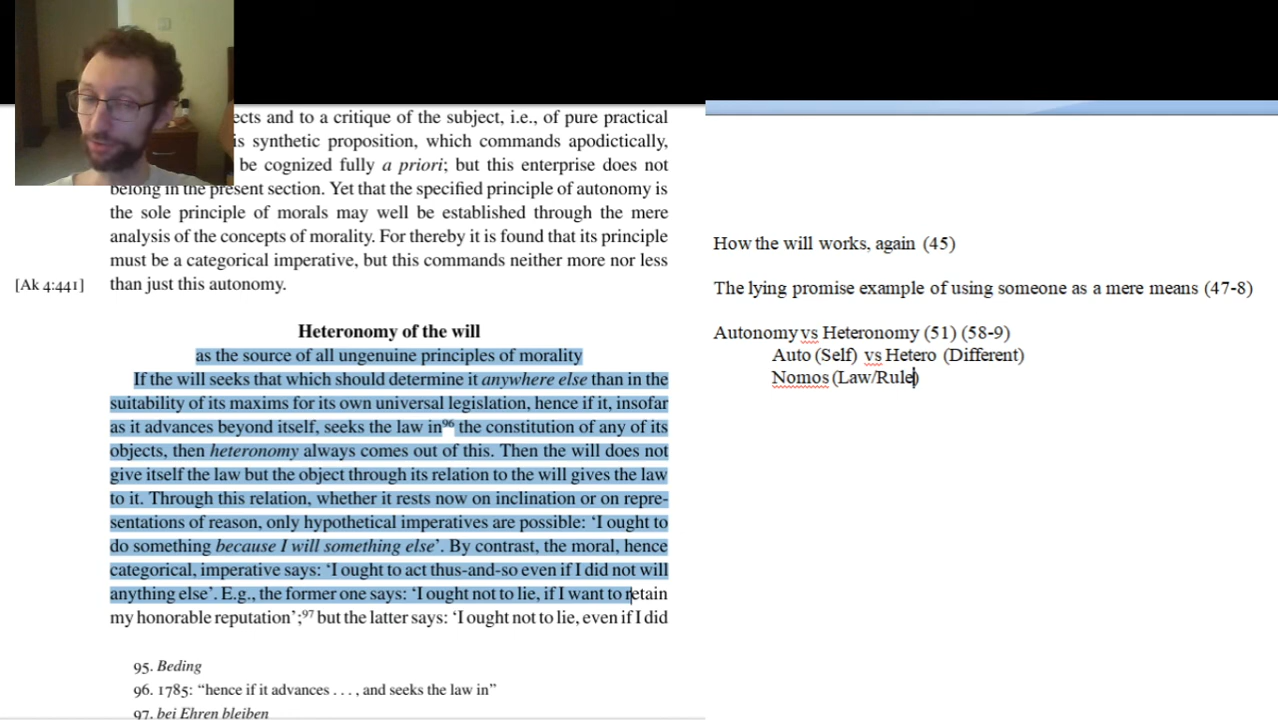 ects and to a critique of the subject, i.e., of pure practical
is synthetic proposition, which commands apodictically,
be cognized fully a priori; but this enterprise does not
belong in the present section. Yet that the specified principle of autonomy is
the sole principle of morals may well be established through the mere
analysis of the concepts of morality. For thereby it is found that its principle
must be a categorical imperative, but this commands neither more nor less
[Ak 4:441] than just this autonomy.
Heteronomy of the will
as the source of all ungenuine principles of morality
If the will seeks that which should determine it anywhere else than in the
suitability of its maxims for its own universal legislation, hence if it, insofar
as it advances beyond itself, seeks the law in⁹⁶ the constitution of any of its
objects, then heteronomy always comes out of this. Then the will does not
give itself the law but the object through its relation to the will gives the law
to it. Through this relation, whether it rests now on inclination or on repre-
sentations of reason, only hypothetical imperatives are possible: ‘I ought to
do something because I will something else’. By contrast, the moral, hence
categorical, imperative says: ‘I ought to act thus-and-so even if I did not will
anything else’. E.g., the former one says: ‘I ought not to lie, if I want to retain
my honorable reputation’;⁹⁷ but the latter says: ‘I ought not to lie, even if I did
95. Beding
96. 1785: “hence if it advances . . . , and seeks the law in”
97. bei Ehren bleiben
How the will works, again (45)
The lying promise example of using someone as a mere means (47-8)
Autonomy vs Heteronomy (51) (58-9)
Auto (Self) vs Hetero (Different)
Nomos (Law/Rule)